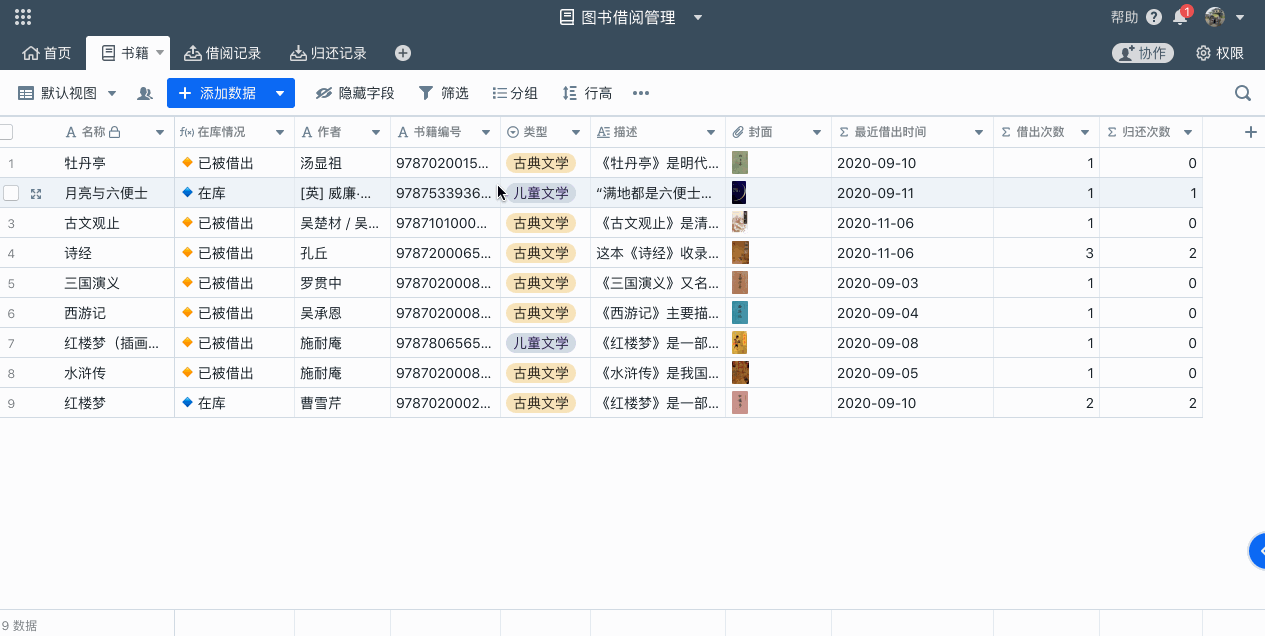 图书借阅管理 帮助 1
首页 书籍 借阅记录 归还记录 协作 权限
默认视图 添加数据 隐藏字段 筛选 分组 行高
名称 f(x) 在库情况 作者 书籍编号 类型 描述 封面 最近借出时间 借出次数 归还次数
1 牡丹亭 已被借出 汤显祖 9787020015... 古典文学 《牡丹亭》是明代... 2020-09-10 1 0
月亮与六便士 在库 [英] 威廉·... 9787533936... 儿童文学 “满地都是六便士... 2020-09-11 1 1
3 古文观止 已被借出 吴楚材 / 吴... 9787101000... 古典文学 《古文观止》是清... 2020-11-06 1 0
4 诗经 已被借出 孔丘 9787200065... 古典文学 这本《诗经》收录... 2020-11-06 3 2
5 三国演义 已被借出 罗贯中 9787020008... 古典文学 《三国演义》又名... 2020-09-03 1 0
6 西游记 已被借出 吴承恩 9787020008... 古典文学 《西游记》主要描... 2020-09-04 1 0
7 红楼梦（插画... 已被借出 施耐庵 9787806565... 儿童文学 《红楼梦》是一部... 2020-09-08 1 0
8 水浒传 已被借出 施耐庵 9787020008... 古典文学 《水浒传》是我国... 2020-09-05 1 0
9 红楼梦 在库 曹雪芹 9787020002... 古典文学 《红楼梦》是一部... 2020-09-10 2 2
9 数据